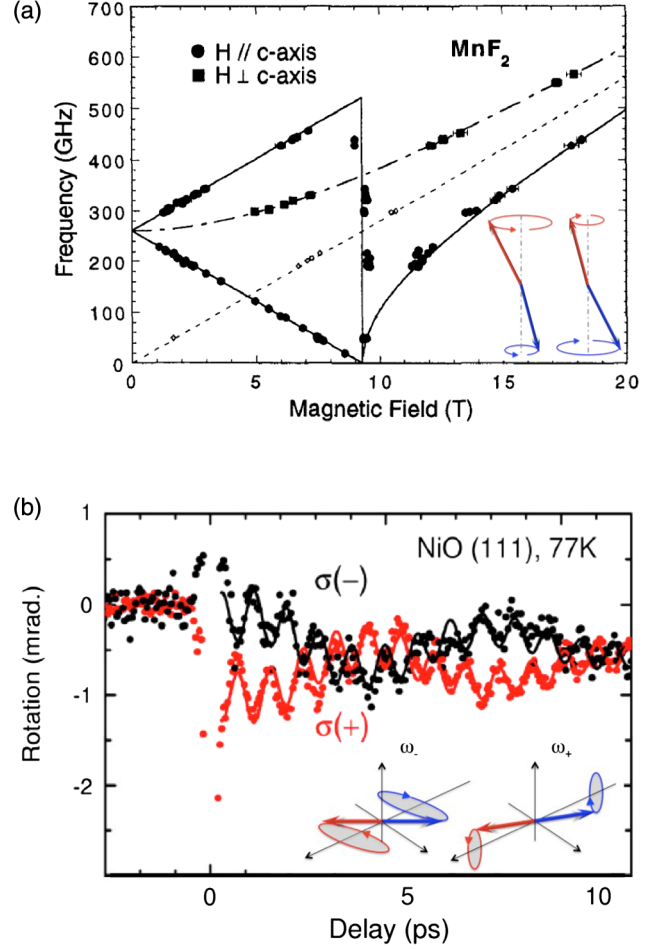 (a)
700
600
500
400
300
200
100
0
Frequency (GHz)
H // c-axis
H ⊥ c-axis
MnF2
0
5
10
15
20
Magnetic Field (T)
(b)
1
0
-1
-2
Rotation (mrad.)
NiO (111), 77K
σ(−)
σ(+)
ω-
ω+
0
5
10
Delay (ps)